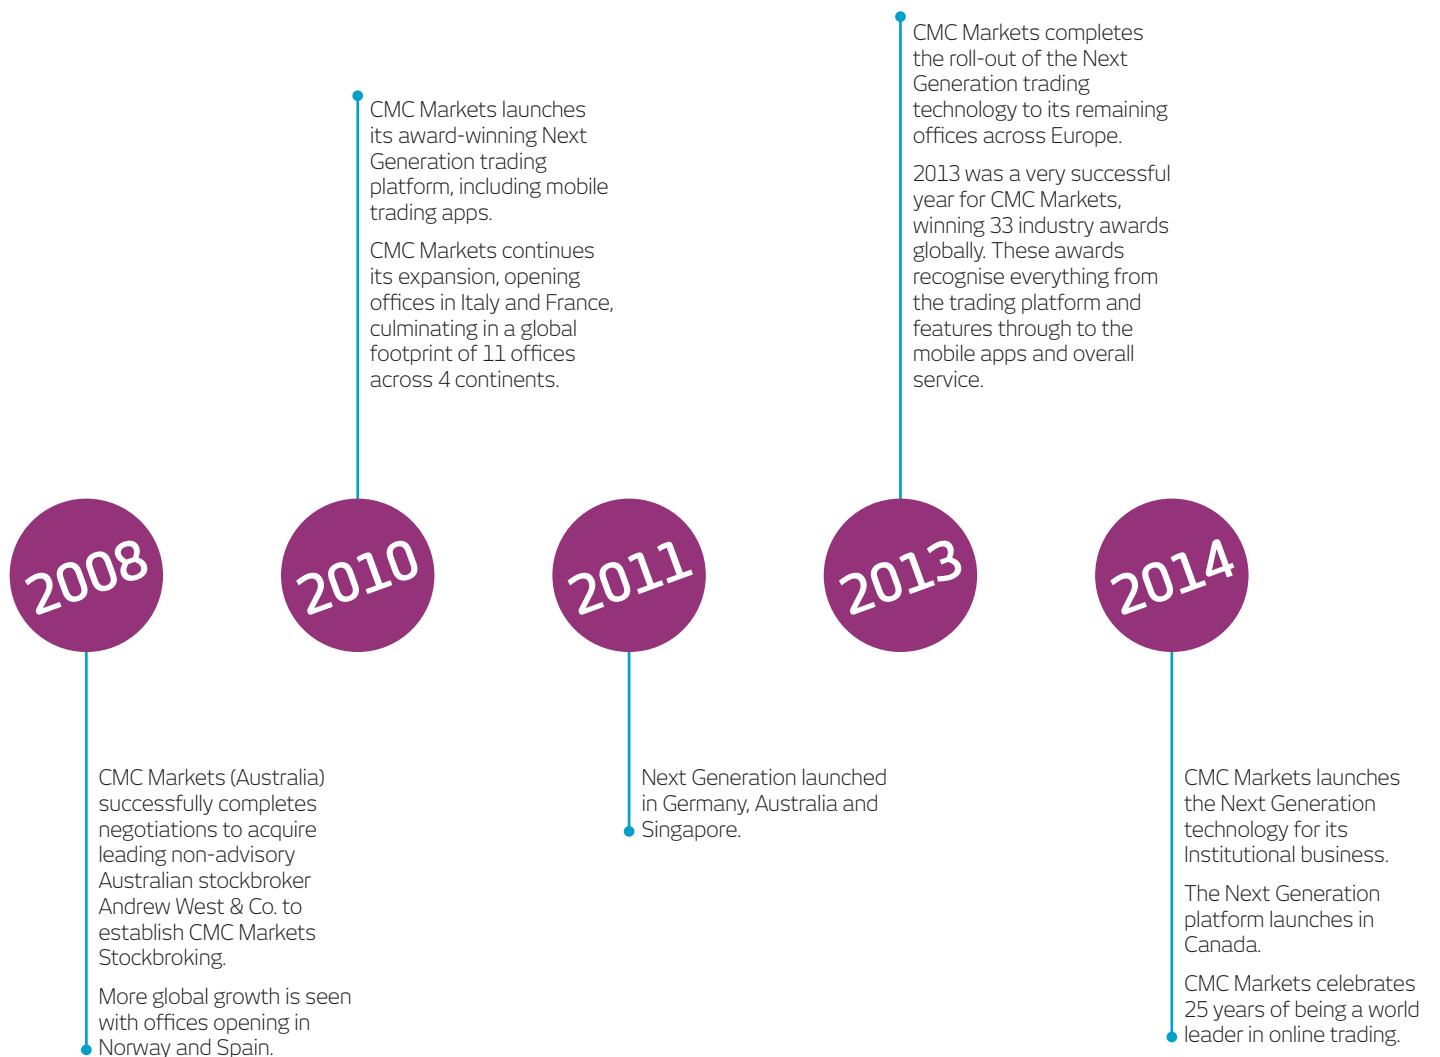 CMC Markets completes
the roll-out of the Next
Generation trading
technology to its remaining
offices across Europe.
2013 was a very successful
year for CMC Markets,
winning 33 industry awards
globally. These awards
recognise everything from
the trading platform and
features through to the
mobile apps and overall
service.
CMC Markets launches
its award-winning Next
Generation trading
platform, including mobile
trading apps.
CMC Markets continues
its expansion, opening
offices in Italy and France,
culminating in a global
footprint of 11 offices
across 4 continents.
2008
2010
2011
2013
2014
CMC Markets (Australia)
successfully completes
negotiations to acquire
leading non-advisory
Australian stockbroker
Andrew West & Co. to
establish CMC Markets
Stockbroking.
More global growth is seen
with offices opening in
Norway and Spain.
Next Generation launched
in Germany, Australia and
Singapore.
CMC Markets launches
the Next Generation
technology for its
Institutional business.
The Next Generation
platform launches in
Canada.
CMC Markets celebrates
25 years of being a world
leader in online trading.